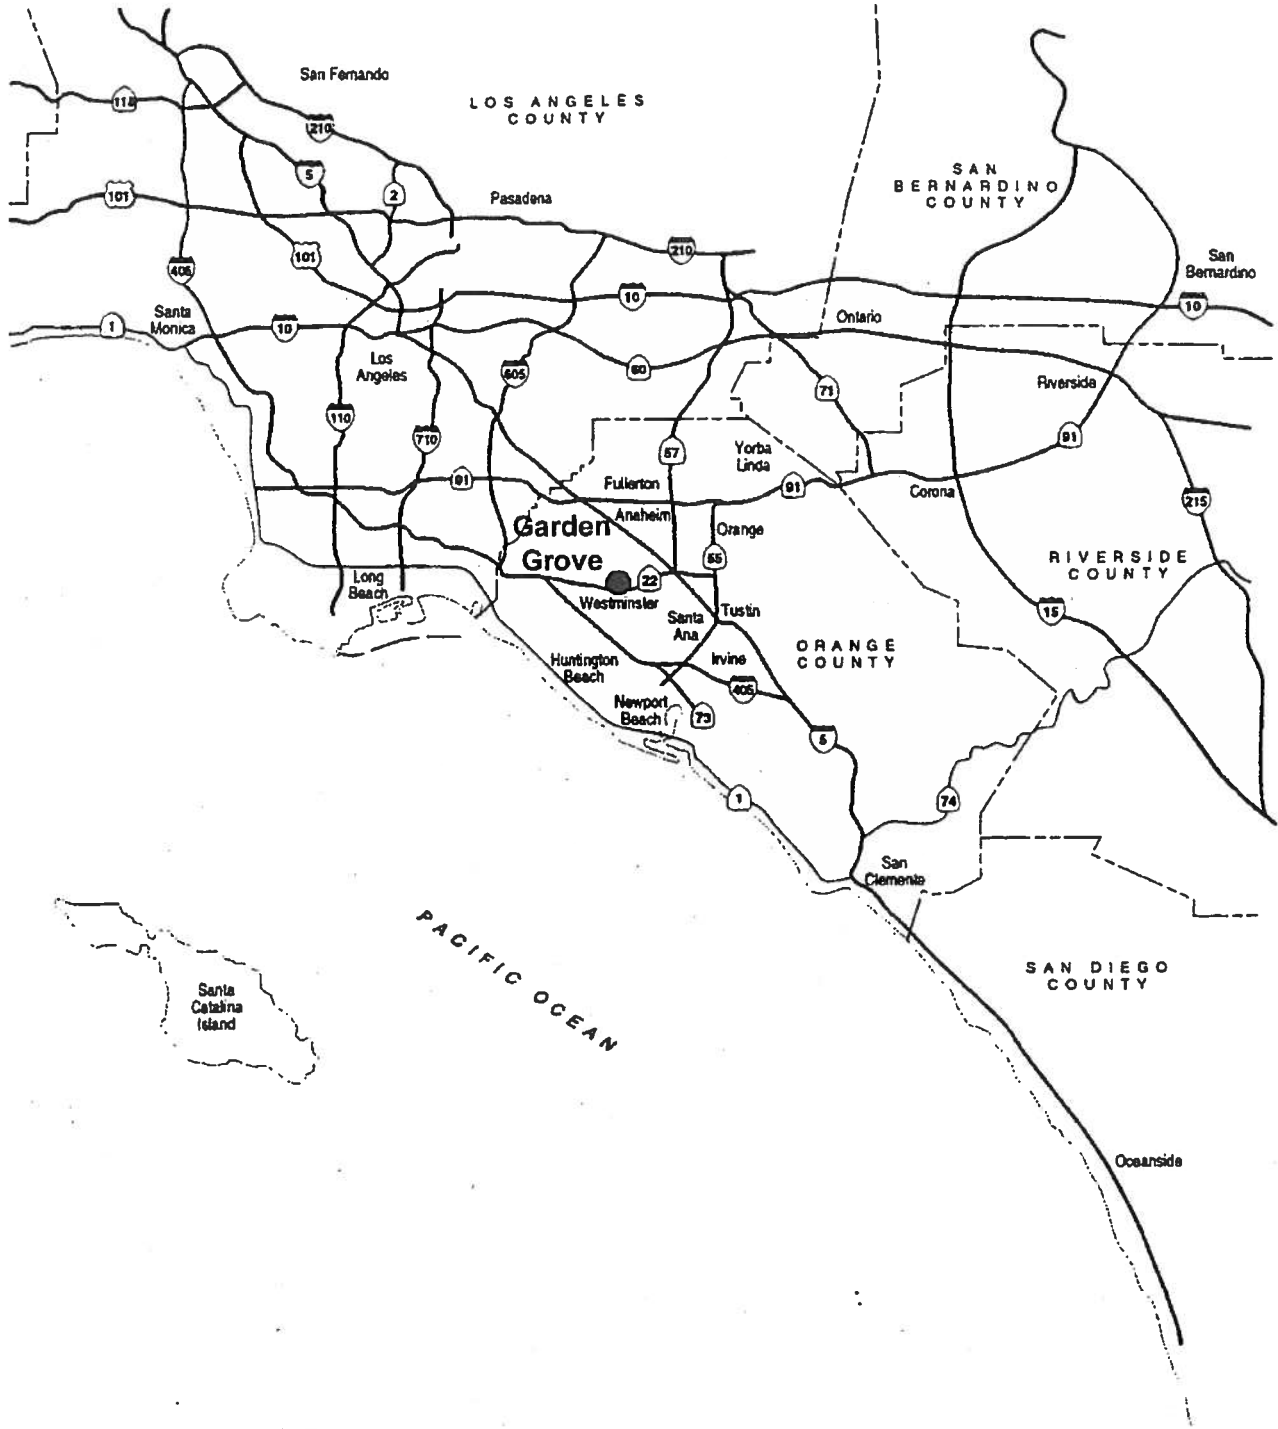 San Fernando
LOS ANGELES
COUNTY
118
210
5
2
101
Pasadena
SAN
BERNARDINO
COUNTY
101
210
405
San
Bernardino
10
10
Santa
Monica
1
10
Ontario
Los
Angeles
605
60
71
Riverside
110
710
57
Yorba
Linda
91
91
Fullerton
91
Corona
215
Anaheim
Orange
Garden
Grove
55
RIVERSIDE
COUNTY
Long
Beach
22
Westminster
Santa
Ana
Tustin
15
ORANGE
COUNTY
Huntington
Beach
Irvine
405
Newport
Beach
73
5
1
74
San
Clemente
PACIFIC OCEAN
SAN DIEGO
COUNTY
Santa
Catalina
Island
Oceanside